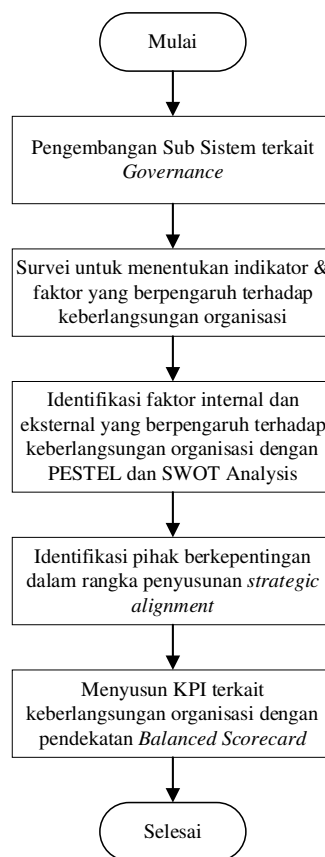 Mulai
Pengembangan Sub Sistem terkait
Governance
Survei untuk menentukan indikator &
faktor yang berpengaruh terhadap
keberlangsungan organisasi
Identifikasi faktor internal dan
eksternal yang berpengaruh terhadap
keberlangsungan organisasi dengan
PESTEL dan SWOT Analysis
Identifikasi pihak berkepentingan
dalam rangka penyusunan strategic
alignment
Menyusun KPI terkait
keberlangsungan organisasi dengan
pendekatan Balanced Scorecard
Selesai